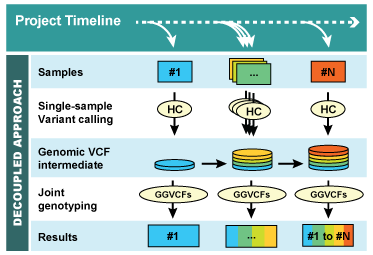 Project Timeline
DECOUPLED APPROACH
Samples
#1
...
#N
Single-sample
Variant calling
HC
HC
HC
Genomic VCF
intermediate
Joint
genotyping
GGVCFs
GGVCFs
GGVCFs
Results
#1
...
#1 to #N